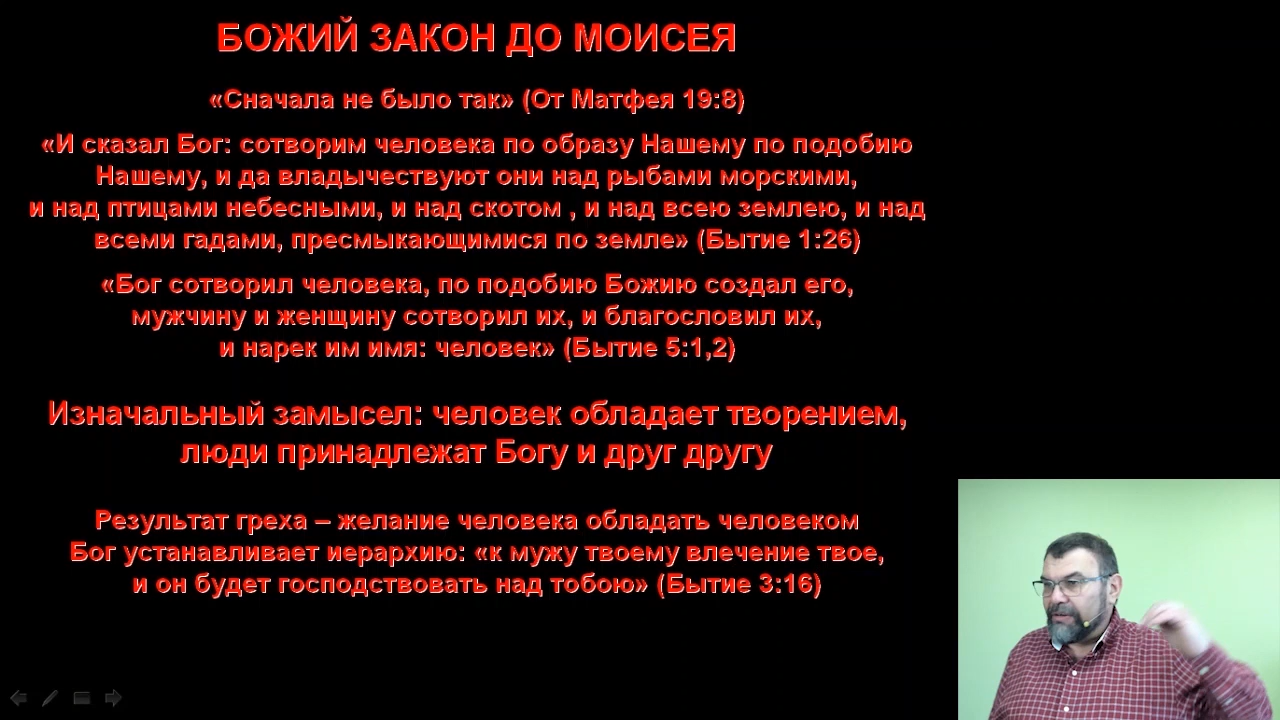 БОЖИЙ ЗАКОН ДО МОИСЕЯ
«Сначала не было так» (От Матфея 19:8)
«И сказал Бог: сотворим человека по образу Нашему по подобию
Нашему, и да владычествуют они над рыбами морскими,
и над птицами небесными, и над скотом , и над всею землею, и над
всеми гадами, пресмыкающимися по земле» (Бытие 1:26)
«Бог сотворил человека, по подобию Божию создал его,
мужчину и женщину сотворил их, и благословил их,
и нарек им имя: человек» (Бытие 5:1,2)
Изначальный замысел: человек обладает творением,
люди принадлежат Богу и друг другу
Результат греха – желание человека обладать человеком
Бог устанавливает иерархию: «к мужу твоему влечение твое,
и он будет господствовать над тобою» (Бытие 3:16)